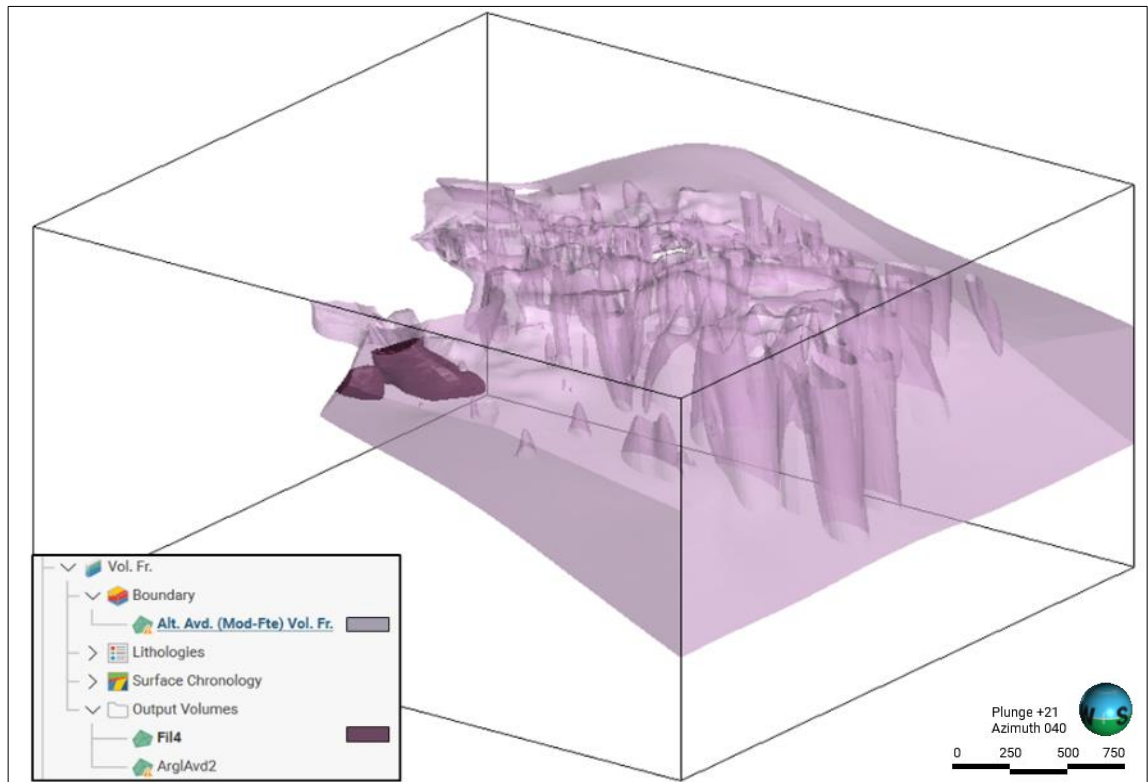 Vol. Fr.
Boundary
Alt. Avd. (Mod-Fte) Vol. Fr.
Lithologies
Surface Chronology
Output Volumes
Fil4
ArglAvd2
Plunge +21
Azimuth 040
W S
0 250 500 750